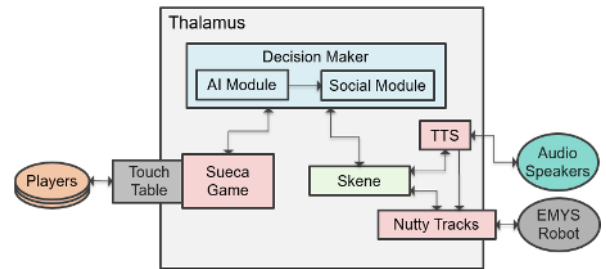 Thalamus
Decision Maker
AI Module
Social Module
TTS
Audio
Speakers
Players
Touch
Table
Sueca
Game
Skene
Nutty Tracks
EMYS
Robot